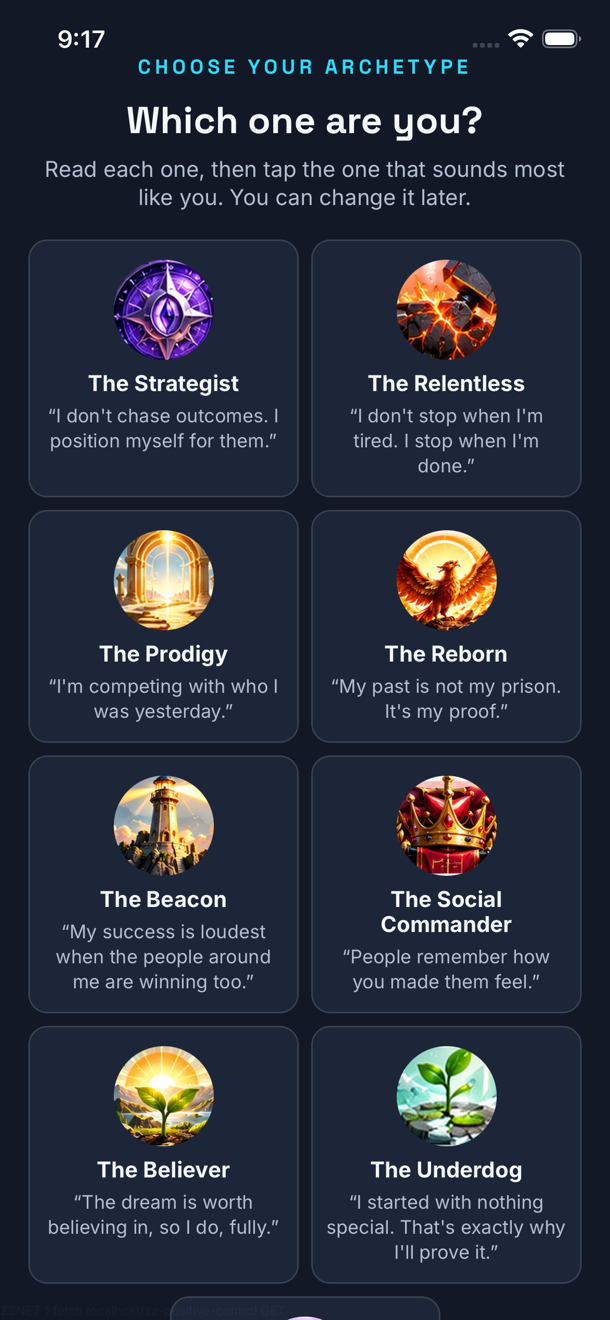 9:17
CHOOSE YOUR ARCHETYPE
Which one are you?
Read each one, then tap the one that sounds most
like you. You can change it later.
The Strategist
“I don't chase outcomes. I
position myself for them.”
The Relentless
“I don't stop when I'm
tired. I stop when I'm
done.”
The Prodigy
“I'm competing with who I
was yesterday.”
The Reborn
“My past is not my prison.
It's my proof.”
The Beacon
“My success is loudest
when the people around
me are winning too.”
The Social
Commander
“People remember how
you made them feel.”
The Believer
“The dream is worth
believing in, so I do, fully.”
The Underdog
“I started with nothing
special. That's exactly why
I'll prove it.”